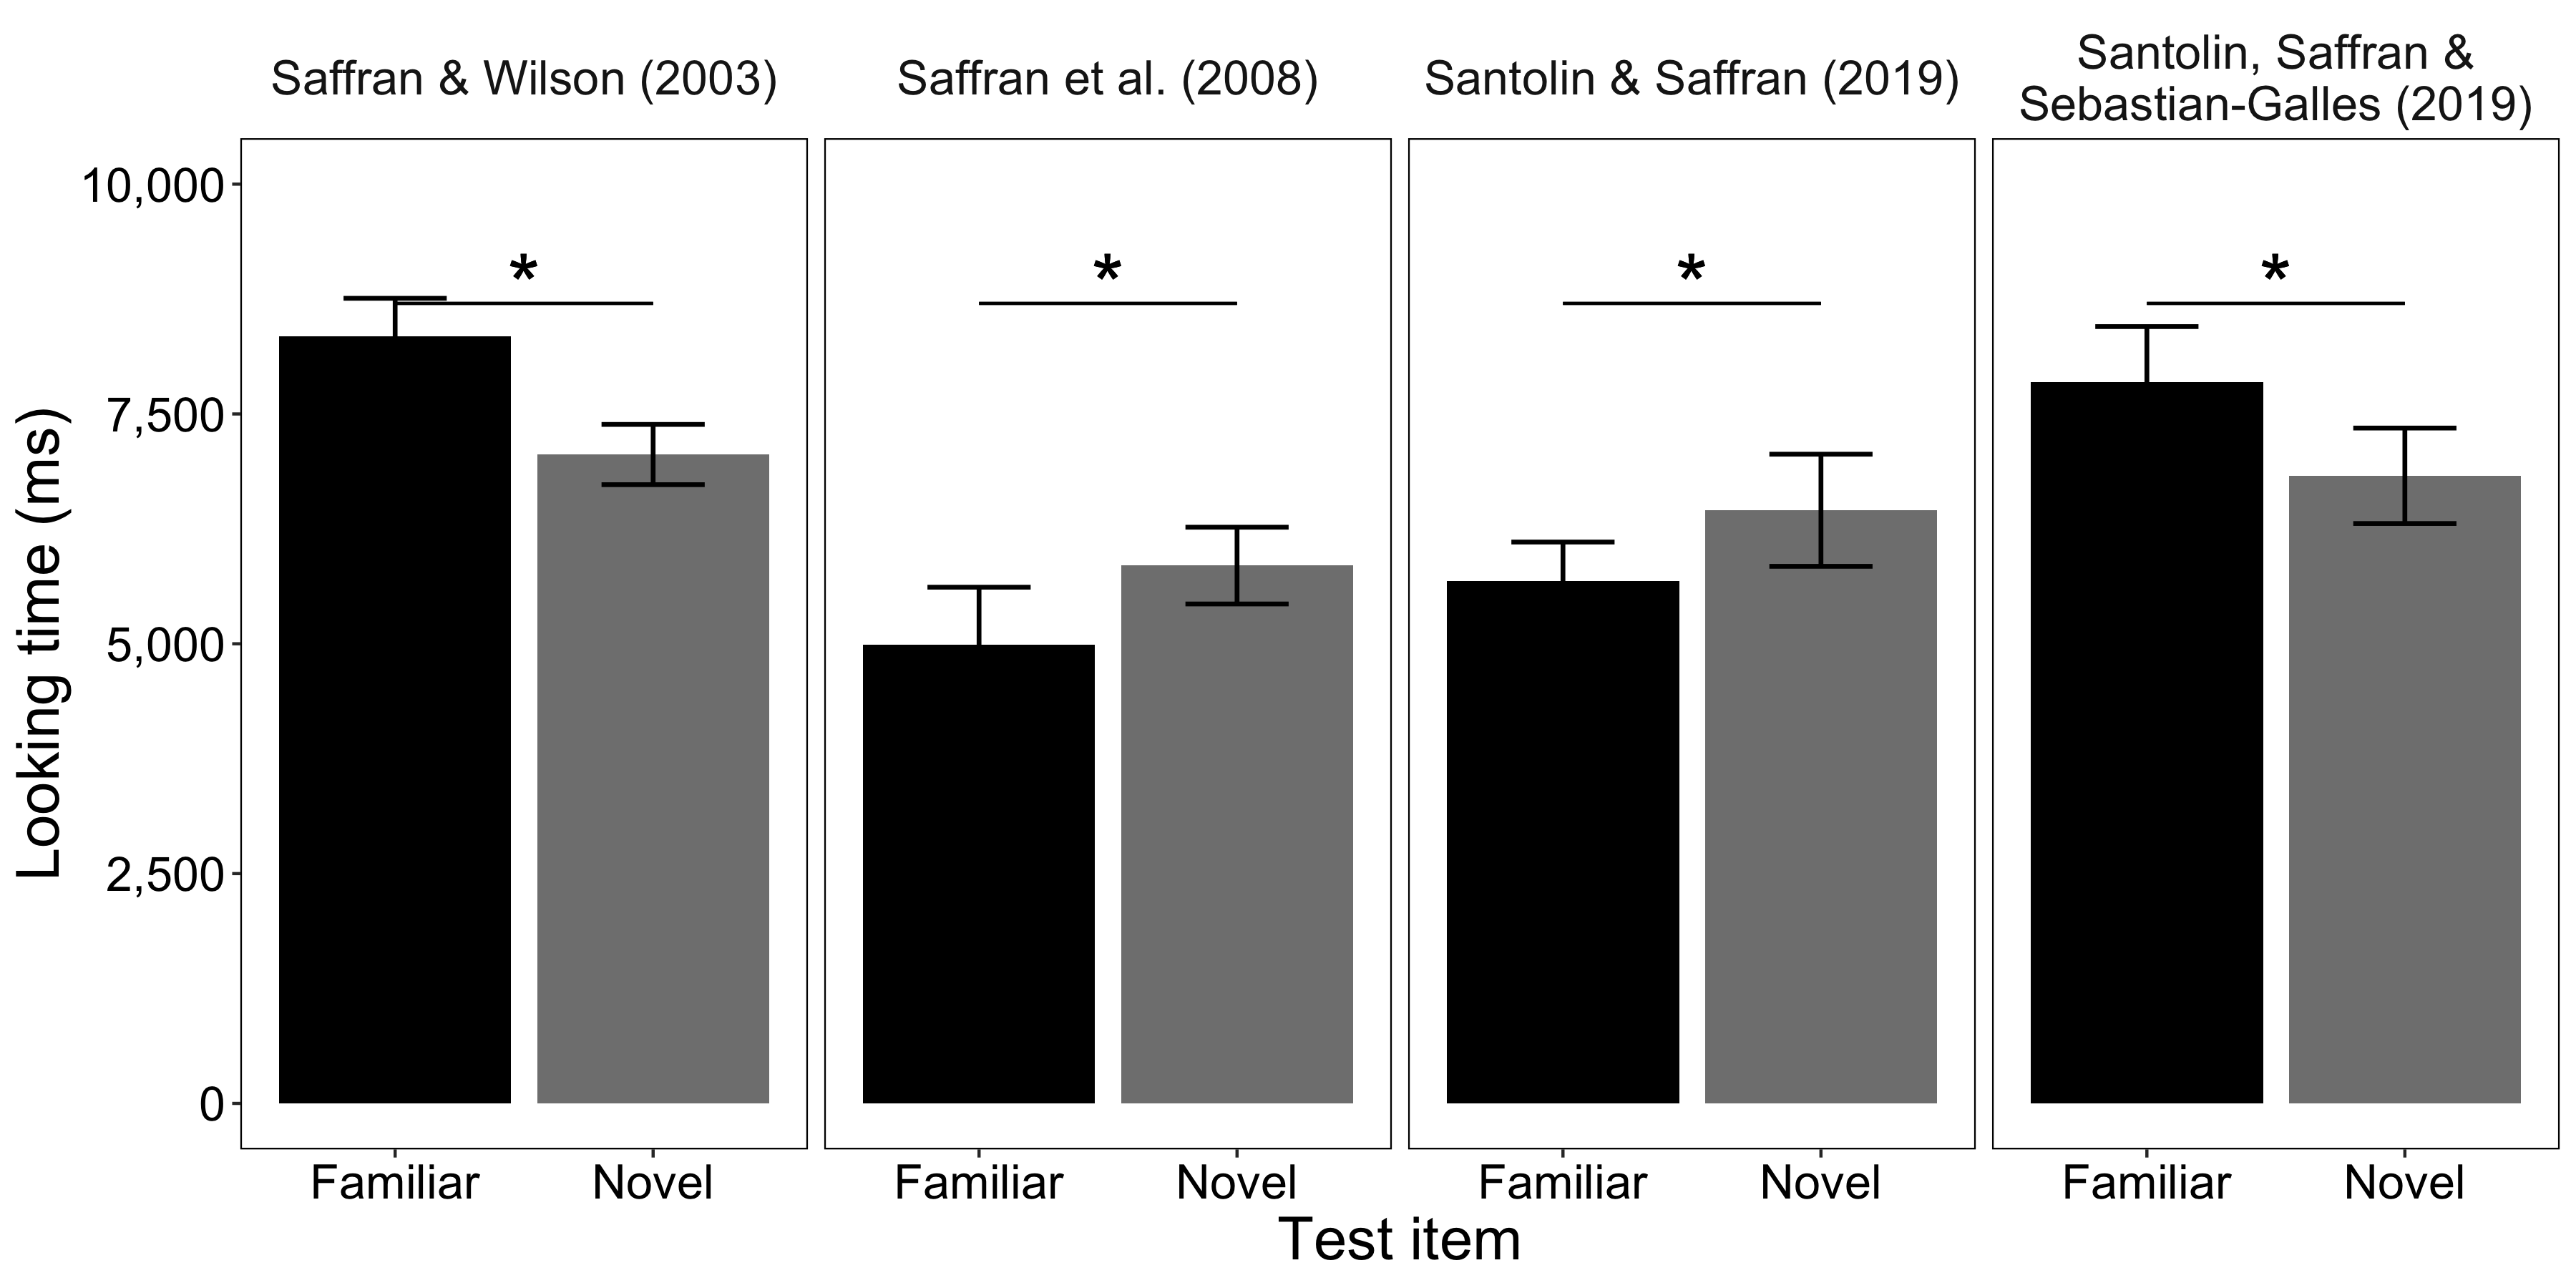 Saffran & Wilson (2003)
Saffran et al. (2008)
Santolin & Saffran (2019)
Santolin, Saffran &
Sebastian-Galles (2019)
Looking time (ms)
10,000
7,500
5,000
2,500
0
*
*
*
*
Familiar
Novel
Familiar
Novel
Familiar
Novel
Familiar
Novel
Test item